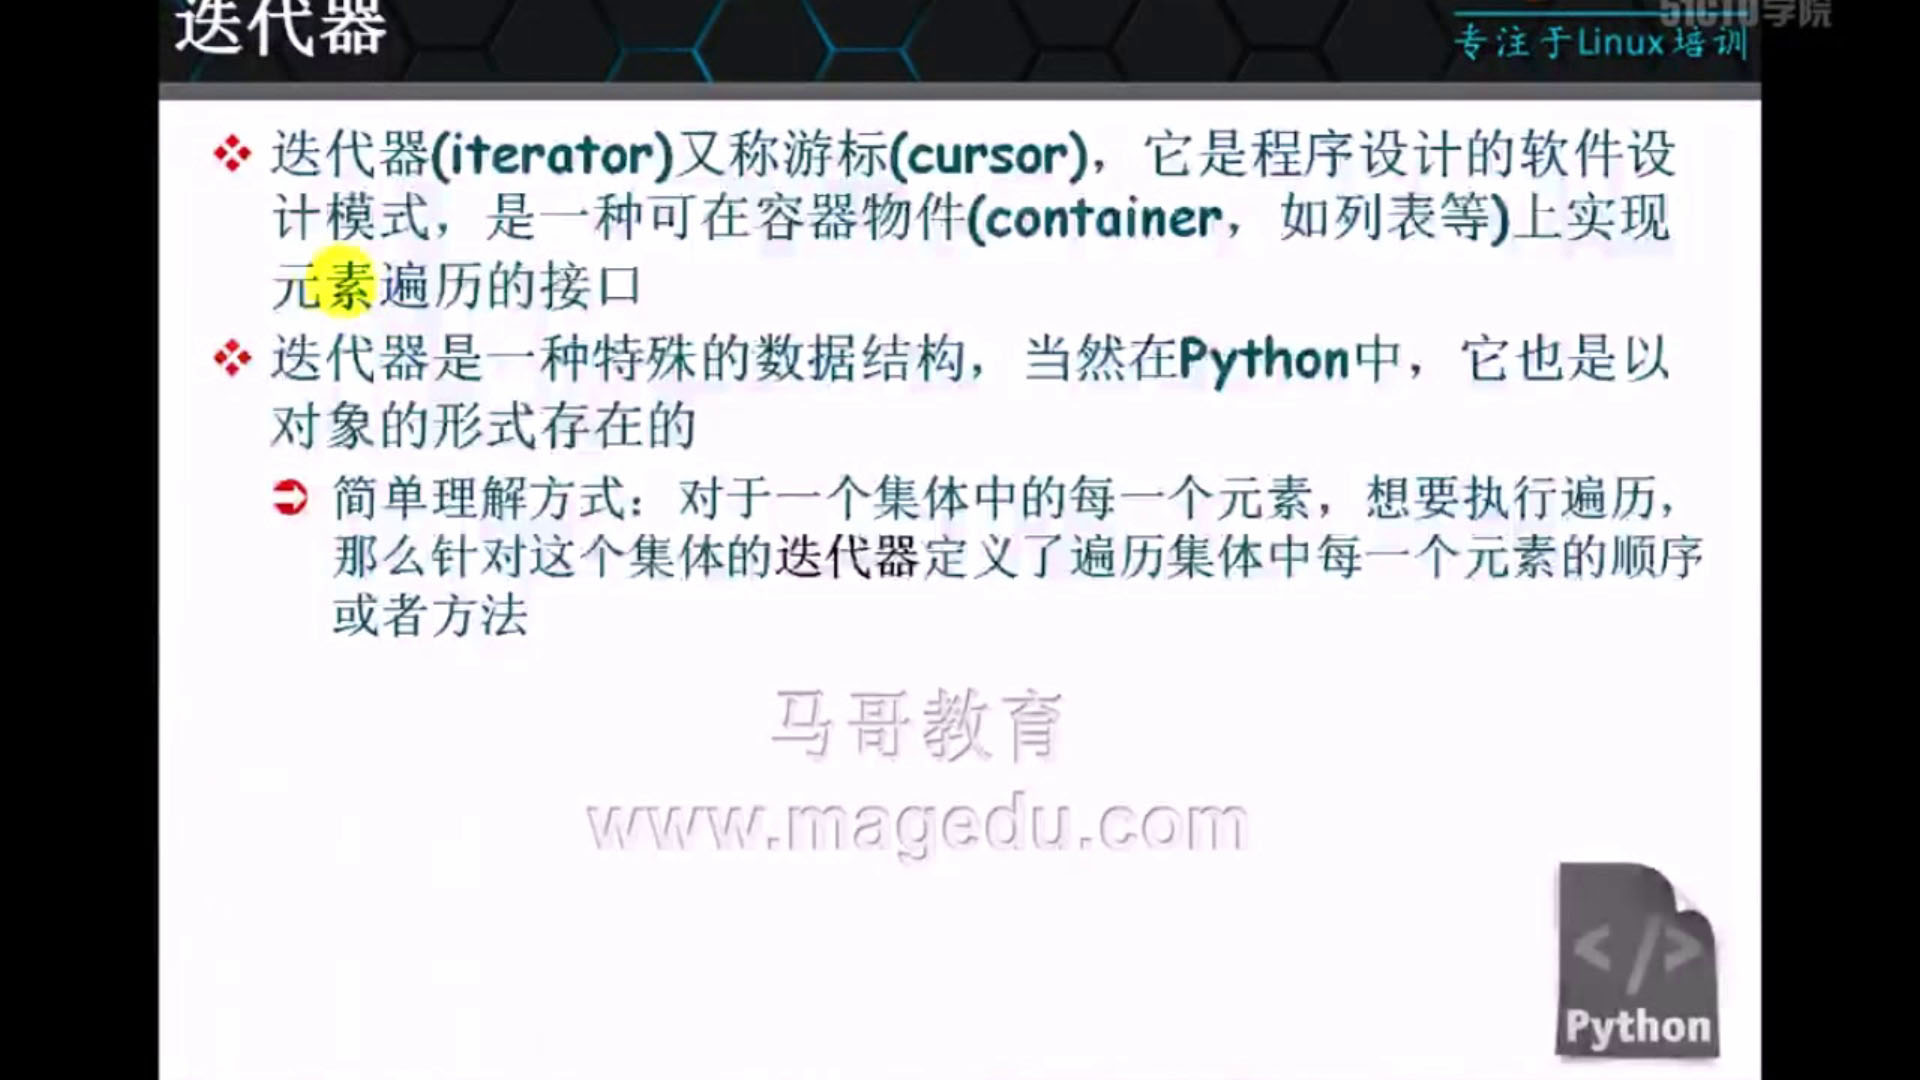 迭代器
51CTO学院
专注于Linux培训
迭代器(iterator)又称游标(cursor)，它是程序设计的软件设
计模式，是一种可在容器物件(container，如列表等)上实现
元素遍历的接口
迭代器是一种特殊的数据结构，当然在Python中，它也是以
对象的形式存在的
简单理解方式：对于一个集体中的每一个元素，想要执行遍历，
那么针对这个集体的迭代器定义了遍历集体中每一个元素的顺序
或者方法
马哥教育
www.magedu.com
</>
Python